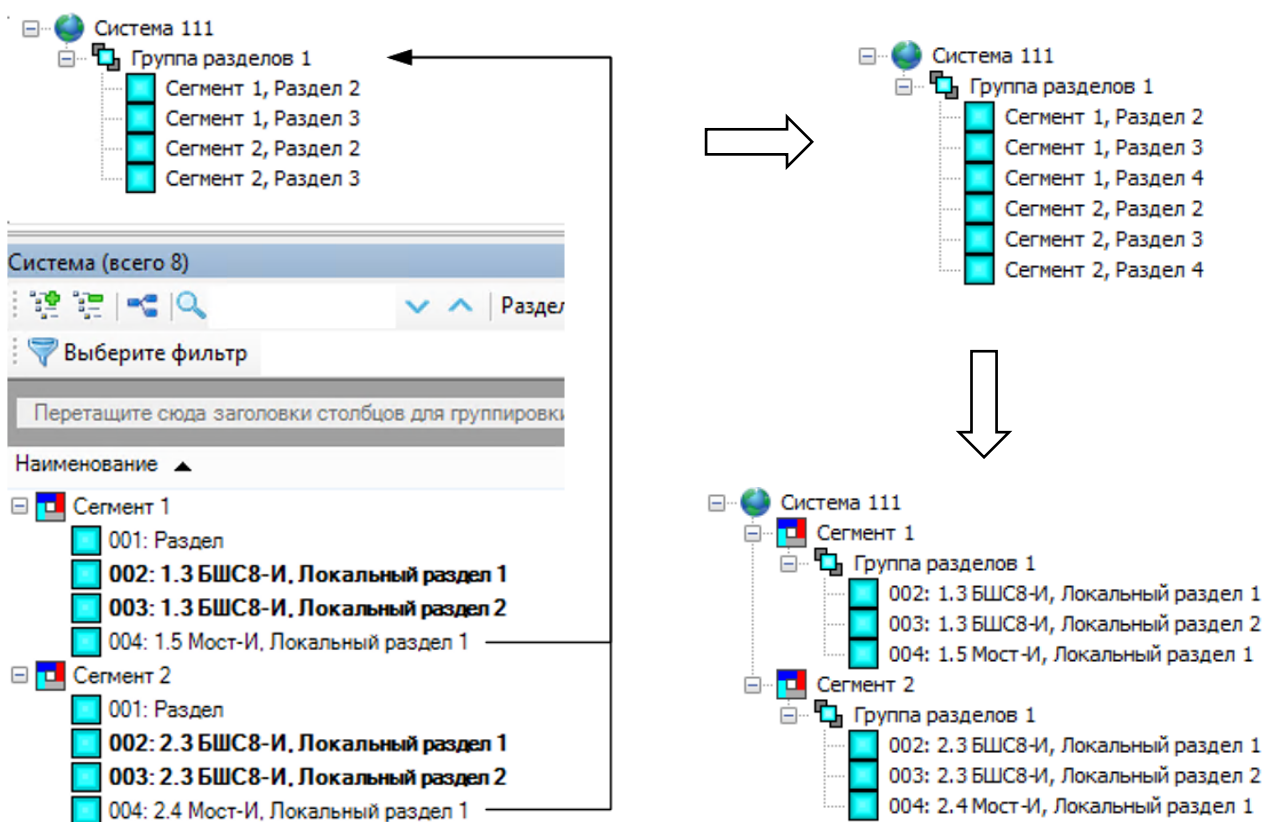 Система 111
Группа разделов 1
Сегмент 1, Раздел 2
Сегмент 1, Раздел 3
Сегмент 2, Раздел 2
Сегмент 2, Раздел 3
Система (всего 8)
Раздел
Выберите фильтр
Перетащите сюда заголовки столбцов для группировки
Наименование
Сегмент 1
001: Раздел
002: 1.3 БШС8-И, Локальный раздел 1
003: 1.3 БШС8-И, Локальный раздел 2
004: 1.5 Мост-И, Локальный раздел 1
Сегмент 2
001: Раздел
002: 2.3 БШС8-И, Локальный раздел 1
003: 2.3 БШС8-И, Локальный раздел 2
004: 2.4 Мост-И, Локальный раздел 1
Система 111
Группа разделов 1
Сегмент 1, Раздел 2
Сегмент 1, Раздел 3
Сегмент 1, Раздел 4
Сегмент 2, Раздел 2
Сегмент 2, Раздел 3
Сегмент 2, Раздел 4
Система 111
Сегмент 1
Группа разделов 1
002: 1.3 БШС8-И, Локальный раздел 1
003: 1.3 БШС8-И, Локальный раздел 2
004: 1.5 Мост-И, Локальный раздел 1
Сегмент 2
Группа разделов 1
002: 2.3 БШС8-И, Локальный раздел 1
003: 2.3 БШС8-И, Локальный раздел 2
004: 2.4 Мост-И, Локальный раздел 1